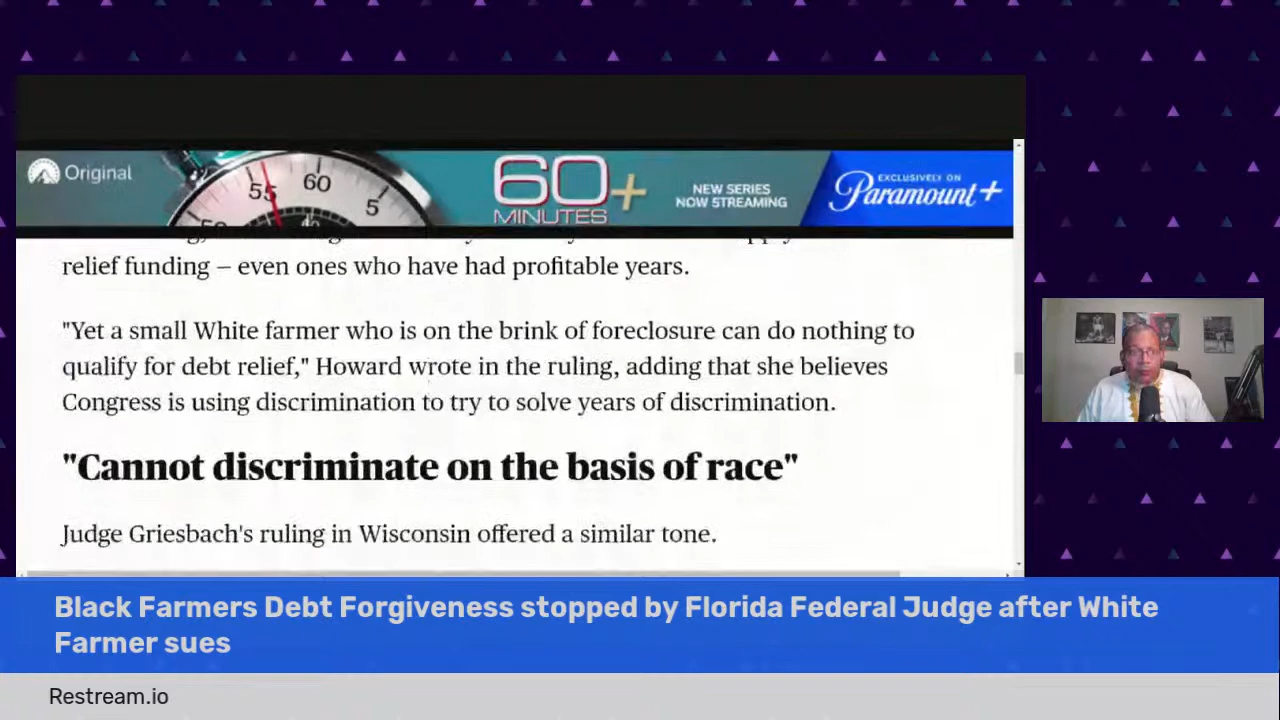 Original
60
55
5
60+
MINUTES
NEW SERIES
NOW STREAMING
EXCLUSIVELY ON
Paramount+
relief funding – even ones who have had profitable years.
"Yet a small White farmer who is on the brink of foreclosure can do nothing to
qualify for debt relief," Howard wrote in the ruling, adding that she believes
Congress is using discrimination to try to solve years of discrimination.
"Cannot discriminate on the basis of race"
Judge Griesbach's ruling in Wisconsin offered a similar tone.
Black Farmers Debt Forgiveness stopped by Florida Federal Judge after White
Farmer sues
Restream.io